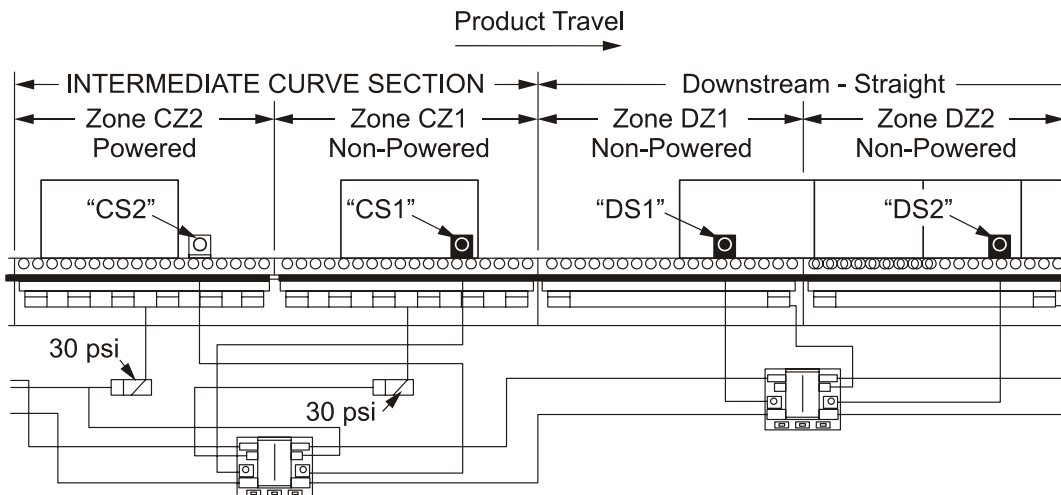 Product Travel
INTERMEDIATE CURVE SECTION
Downstream - Straight
Zone CZ2
Powered
Zone CZ1
Non-Powered
Zone DZ1
Non-Powered
Zone DZ2
Non-Powered
“CS2”
“CS1”
“DS1”
“DS2”
30 psi
30 psi